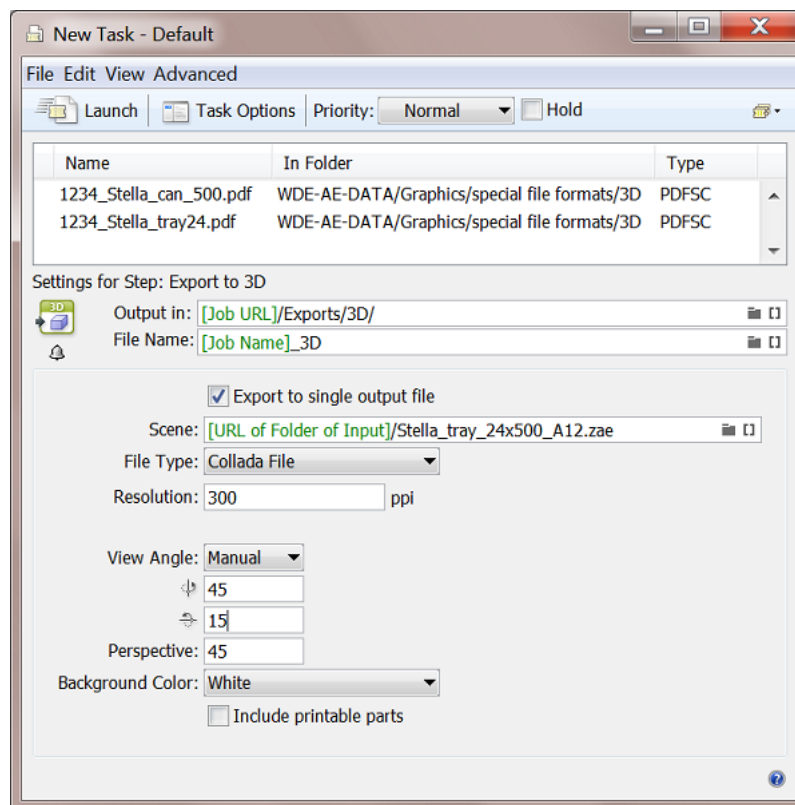 New Task - Default
File Edit View Advanced
Launch Task Options Priority: Normal Hold
Name In Folder Type
1234_Stella_can_500.pdf WDE-AE-DATA/Graphics/special file formats/3D PDFSC
1234_Stella_tray24.pdf WDE-AE-DATA/Graphics/special file formats/3D PDFSC
Settings for Step: Export to 3D
3D
Output in: [Job URL]/Exports/3D/
File Name: [Job Name]_3D
Export to single output file
Scene: [URL of Folder of Input]/Stella_tray_24x500_A12.zae
File Type: Collada File
Resolution: 300 ppi
View Angle: Manual
45
15
Perspective: 45
Background Color: White
Include printable parts